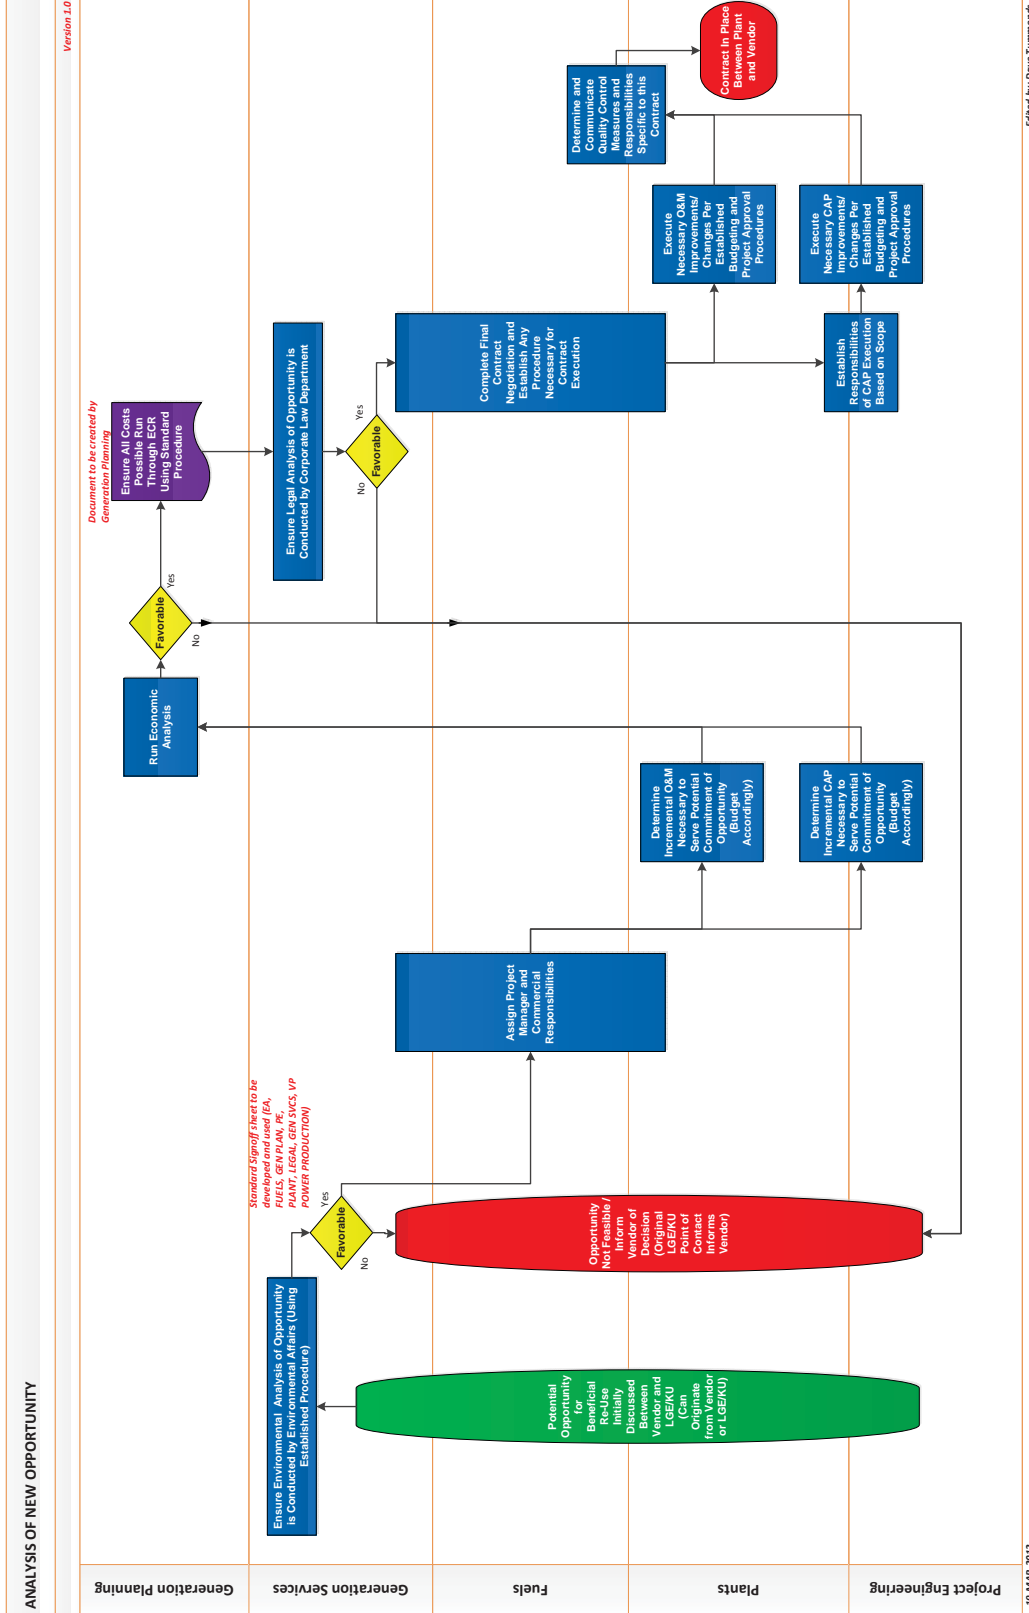 ANALYSIS OF NEW OPPORTUNITY
Version 1.0
Generation Planning
Generation Services
Fuels
Plants
Project Engineering
Potential
Opportunity
for
Beneficial
Re-Use
Initially
Discussed
Between
Vendor and
LGE/KU
(Can
Originate
from Vendor
or LGE/KU)
Ensure Environmental Analysis of Opportunity
is Conducted by Environmental Affairs (Using
Established Procedure)
Favorable
Yes
No
Standard Signoff sheet to be
developed and used (EA,
FUELS, GEN PLAN, PE,
PLANT, LEGAL, GEN SVCS, VP
POWER PRODUCTION)
Opportunity
Not Feasible /
Inform
Vendor of
Decision
(Original
LGE/KU
Point of
Contact
Informs
Vendor)
Assign Project
Manager and
Commercial
Responsibilities
Determine
Incremental O&M
Necessary to
Serve Potential
Commitment of
Opportunity
(Budget
Accordingly)
Determine
Incremental CAP
Necessary to
Serve Potential
Commitment of
Opportunity
(Budget
Accordingly)
Run Economic
Analysis
Favorable
Yes
No
Document to be created by
Generation Planning
Ensure All Costs
Possible Run
Through ECR
Using Standard
Procedure
Ensure Legal Analysis of Opportunity is
Conducted by Corporate Law Department
Favorable
No
Yes
Complete Final
Contract
Negotiation and
Establish Any
Procedure
Necessary for
Contract
Execution
Establish
Responsibilities
of CAP Execution
Based on Scope
Execute
Necessary O&M
Improvements/
Changes Per
Established
Budgeting and
Project Approval
Procedures
Execute
Necessary CAP
Improvements/
Changes Per
Established
Budgeting and
Project Approval
Procedures
Determine and
Communicate
Quality Control
Measures and
Responsibilities
Specific to this
Contract
Contract In Place
Between Plant
and Vendor